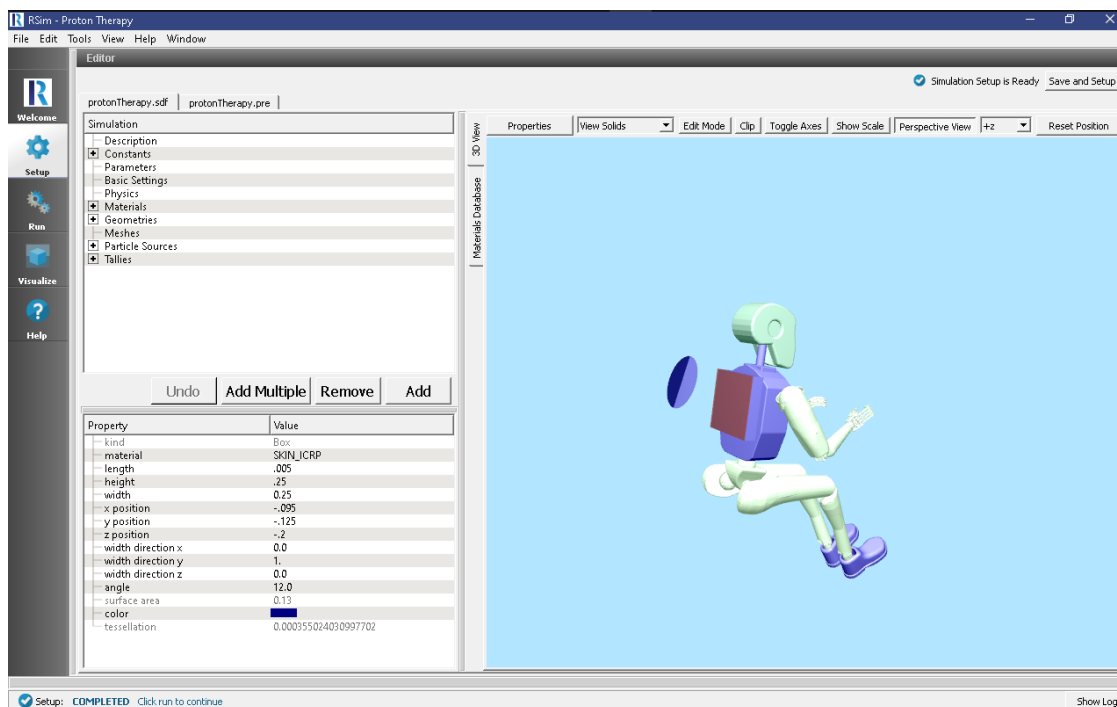 RSim - Proton Therapy
File Edit Tools View Help Window
Editor
Simulation Setup is Ready Save and Setup
protonTherapy.sdf protonTherapy.pre
Welcome
Setup
Run
Visualize
Help
Simulation
Description
Constants
Parameters
Basic Settings
Physics
Materials
Geometries
Meshes
Particle Sources
Tallies
Undo Add Multiple Remove Add
Property Value
kind Box
material SKIN_ICRP
length .005
height .25
width 0.25
x position -.095
y position -.125
z position -.2
width direction x 0.0
width direction y 1.
width direction z 0.0
angle 12.0
surface area 0.13
color
tessellation 0.000355024030997702
3D View
Materials Database
Properties View Solids Edit Mode Clip Toggle Axes Show Scale Perspective View +z Reset Position
Setup: COMPLETED Click run to continue
Show Log